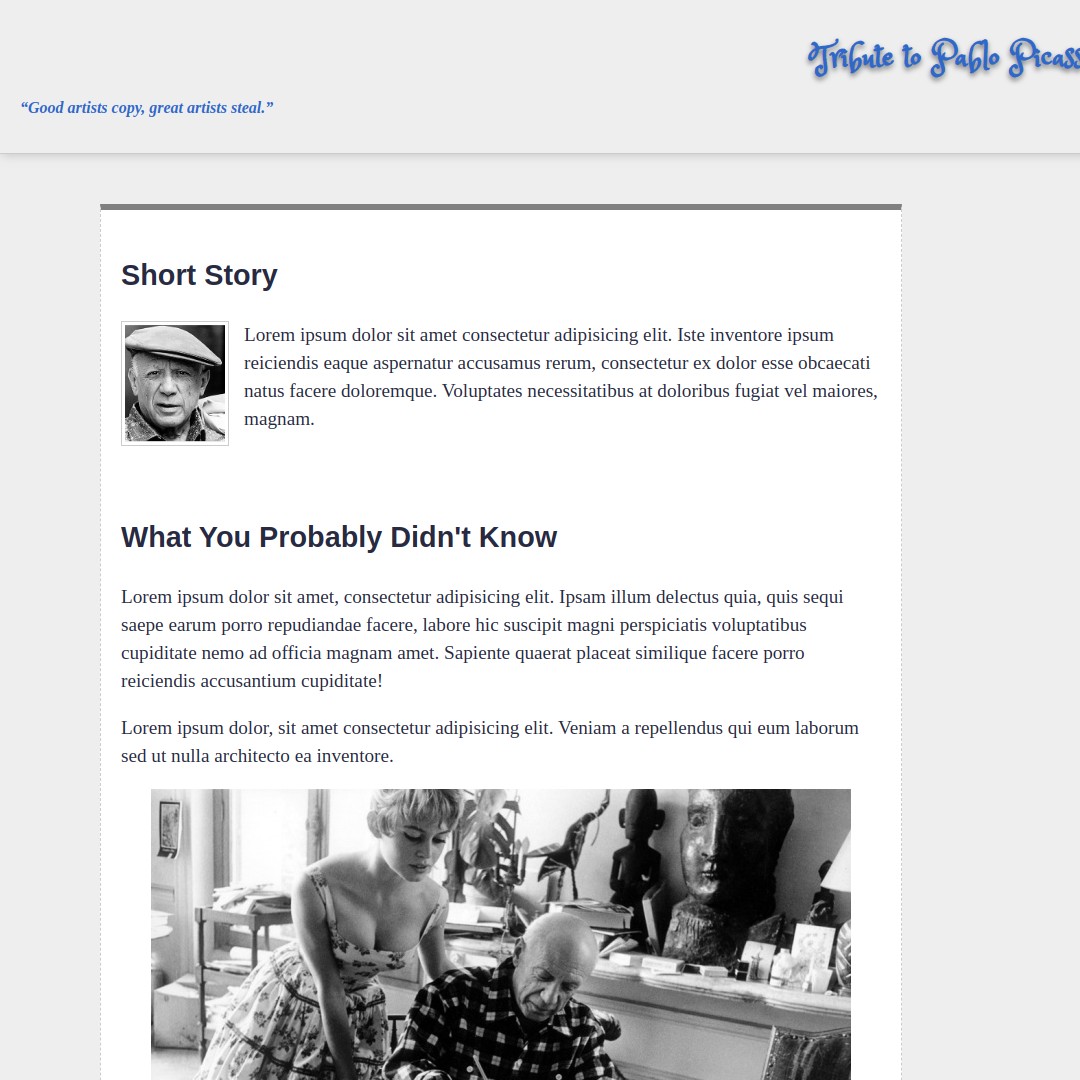 Tribute to Pablo Picass
“Good artists copy, great artists steal.”
Short Story
Lorem ipsum dolor sit amet consectetur adipisicing elit. Iste inventore ipsum
reiciendis eaque aspernatur accusamus rerum, consectetur ex dolor esse obcaecati
natus facere doloremque. Voluptates necessitatibus at doloribus fugiat vel maiores,
magnam.
What You Probably Didn't Know
Lorem ipsum dolor sit amet, consectetur adipisicing elit. Ipsam illum delectus quia, quis sequi
saepe earum porro repudiandae facere, labore hic suscipit magni perspiciatis voluptatibus
cupiditate nemo ad officia magnam amet. Sapiente quaerat placeat similique facere porro
reiciendis accusantium cupiditate!
Lorem ipsum dolor, sit amet consectetur adipisicing elit. Veniam a repellendus qui eum laborum
sed ut nulla architecto ea inventore.